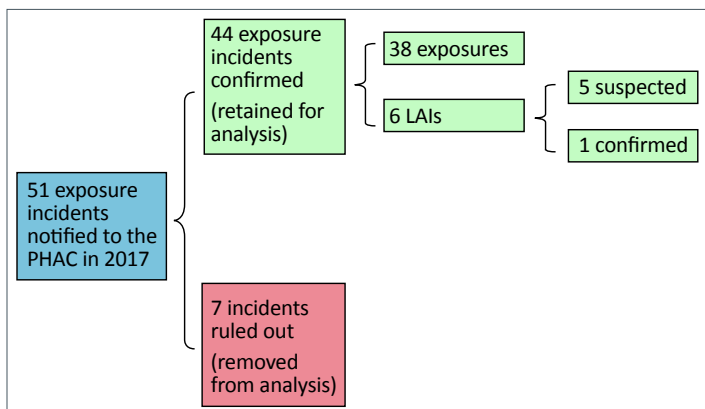 44 exposure
incidents
confirmed
(retained for
analysis)
38 exposures
6 LAIs
5 suspected
1 confirmed
51 exposure
incidents
notified to the
PHAC in 2017
7 incidents
ruled out
(removed
from analysis)